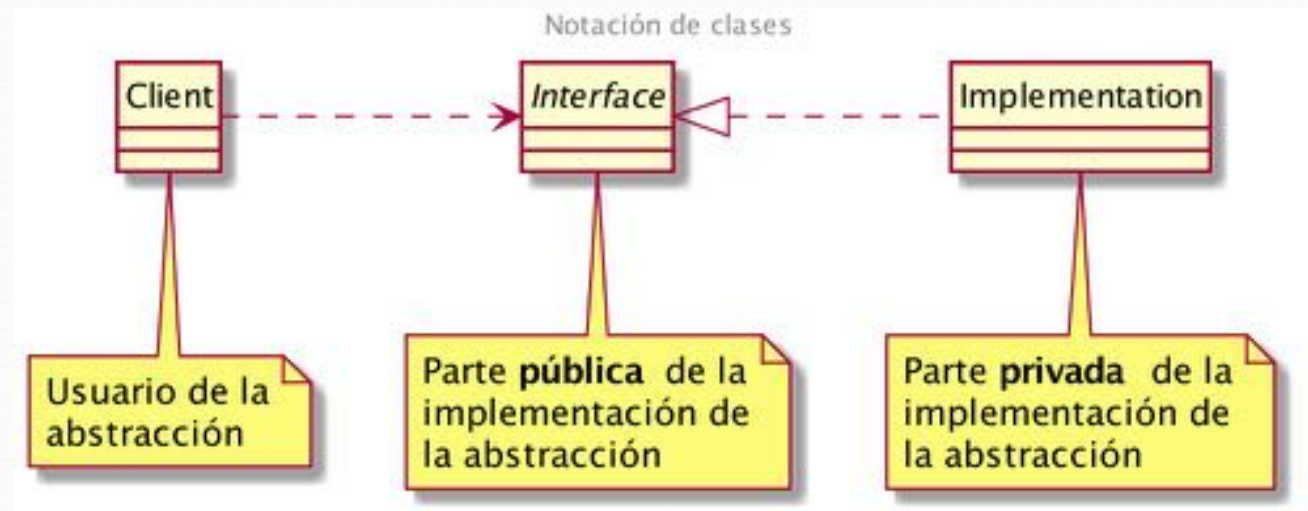 Notación de clases
Client
Interface
Implementation
Usuario de la
abstracción
Parte pública de la
implementación de
la abstracción
Parte privada de la
implementación de
la abstracción